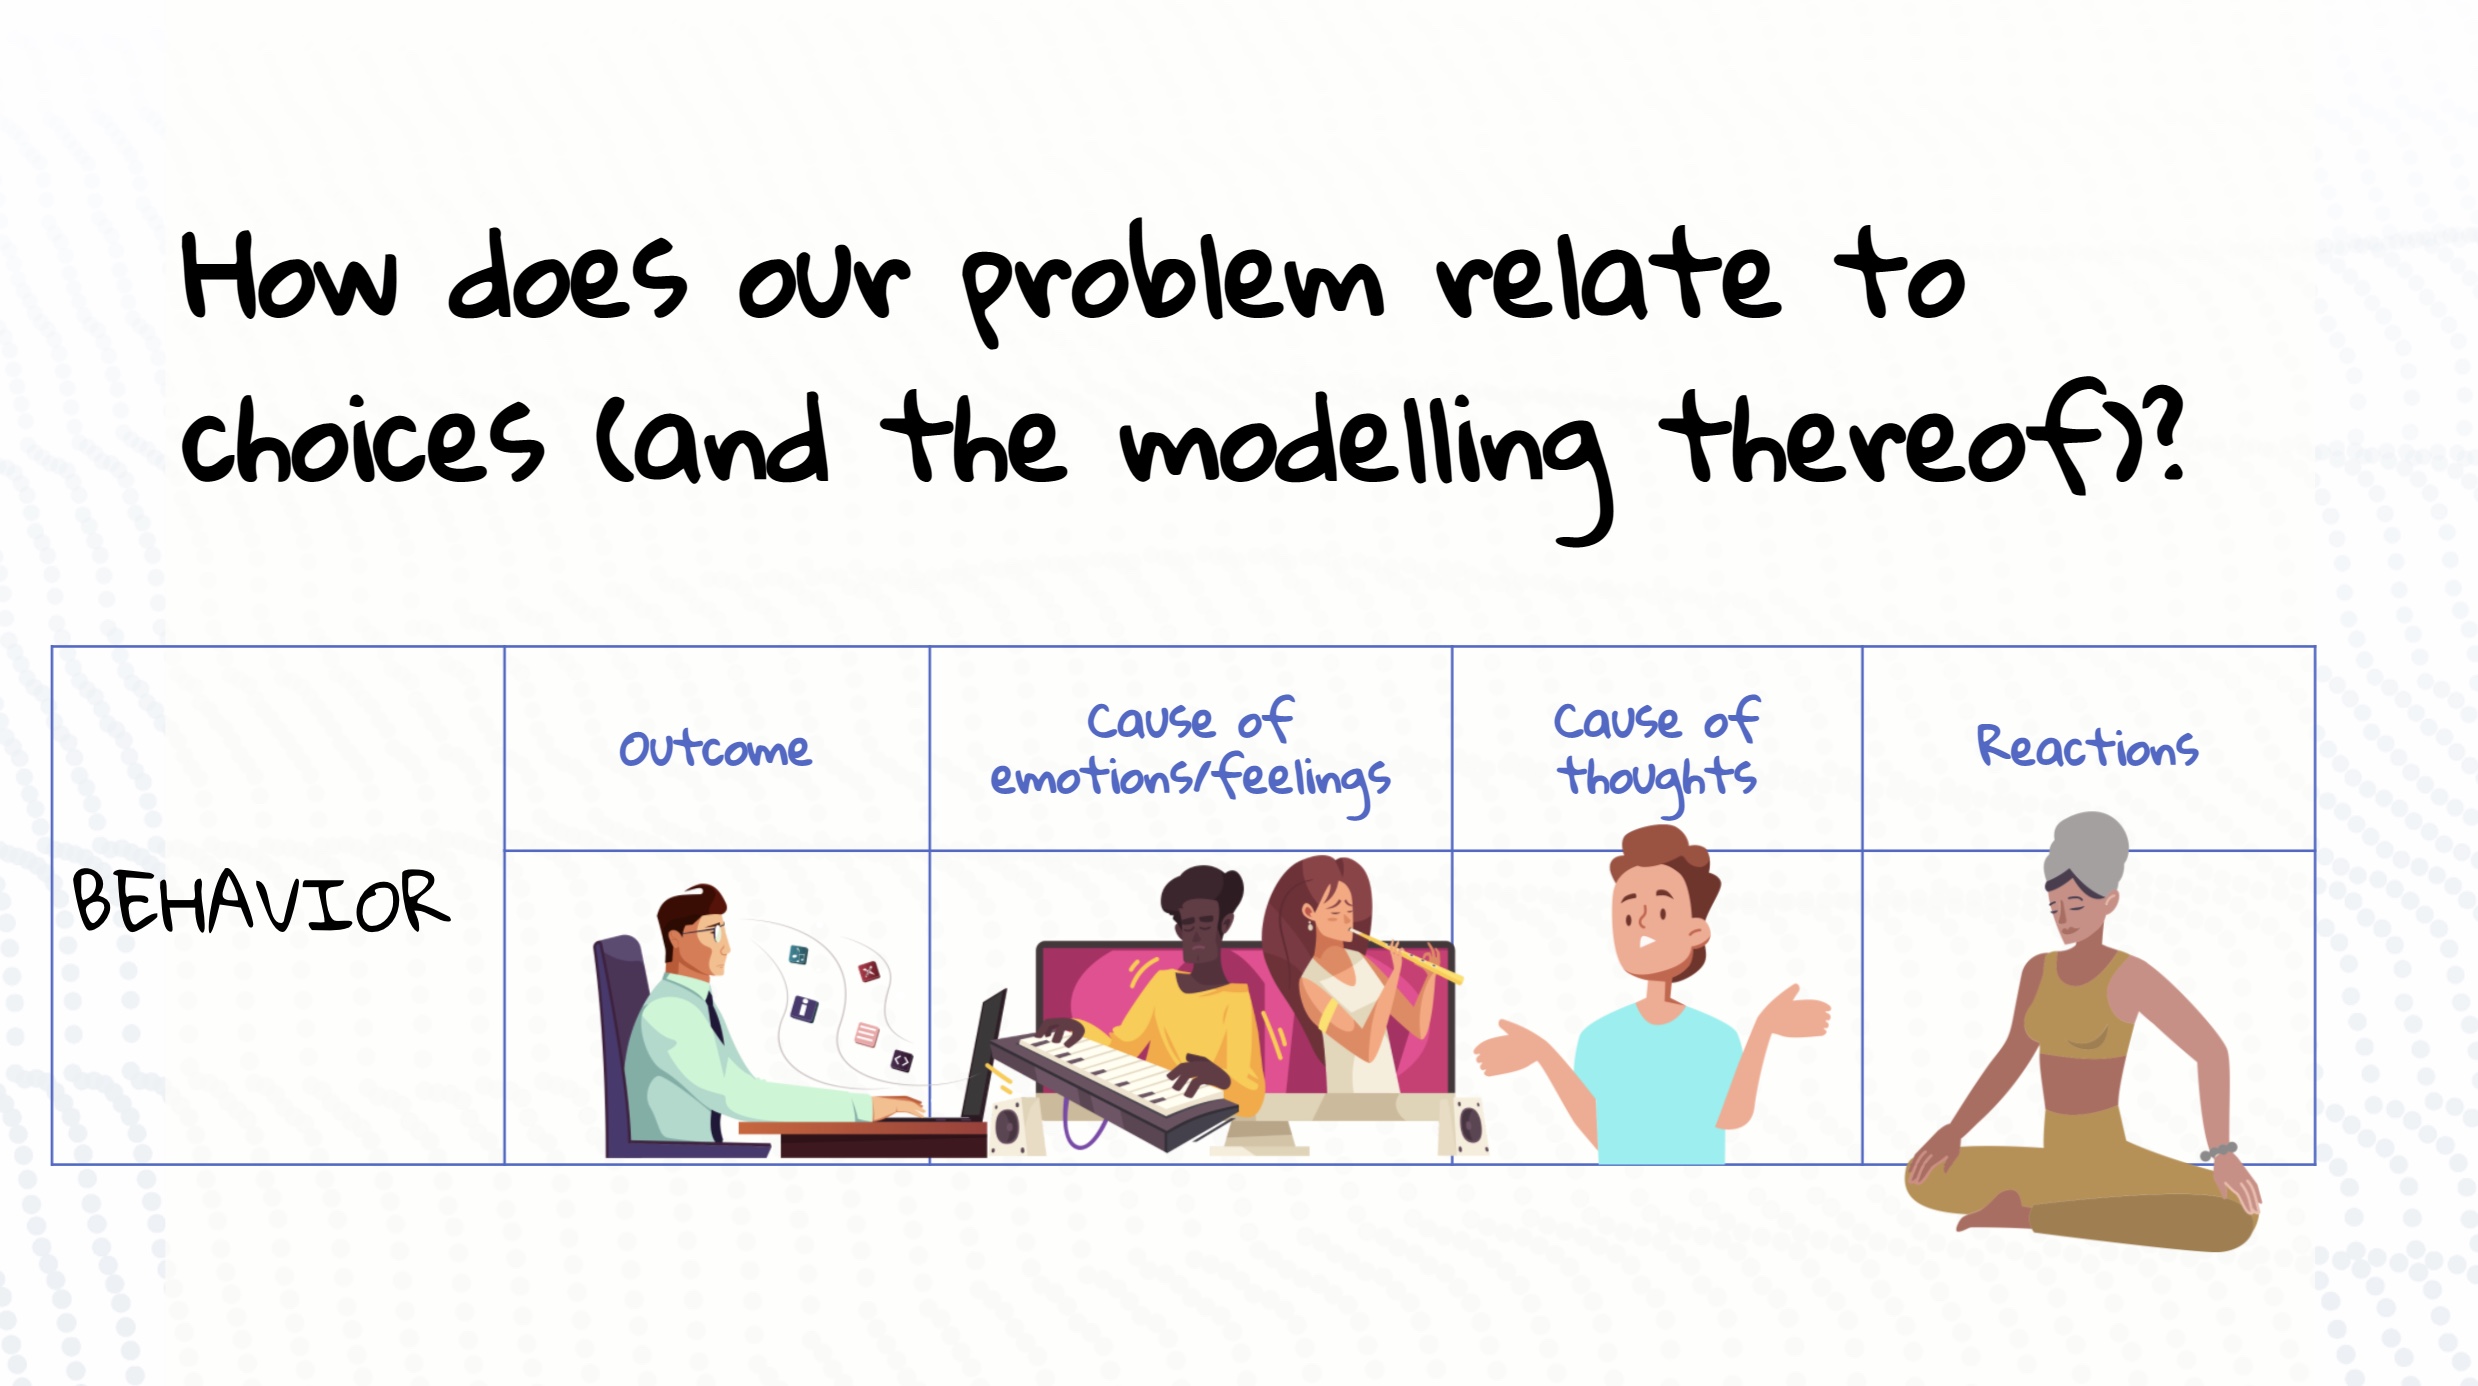 How does our problem relate to
choices (and the modelling thereof)?
BEHAVIOR
Outcome
Cause of
emotions/feelings
Cause of
thoughts
Reactions